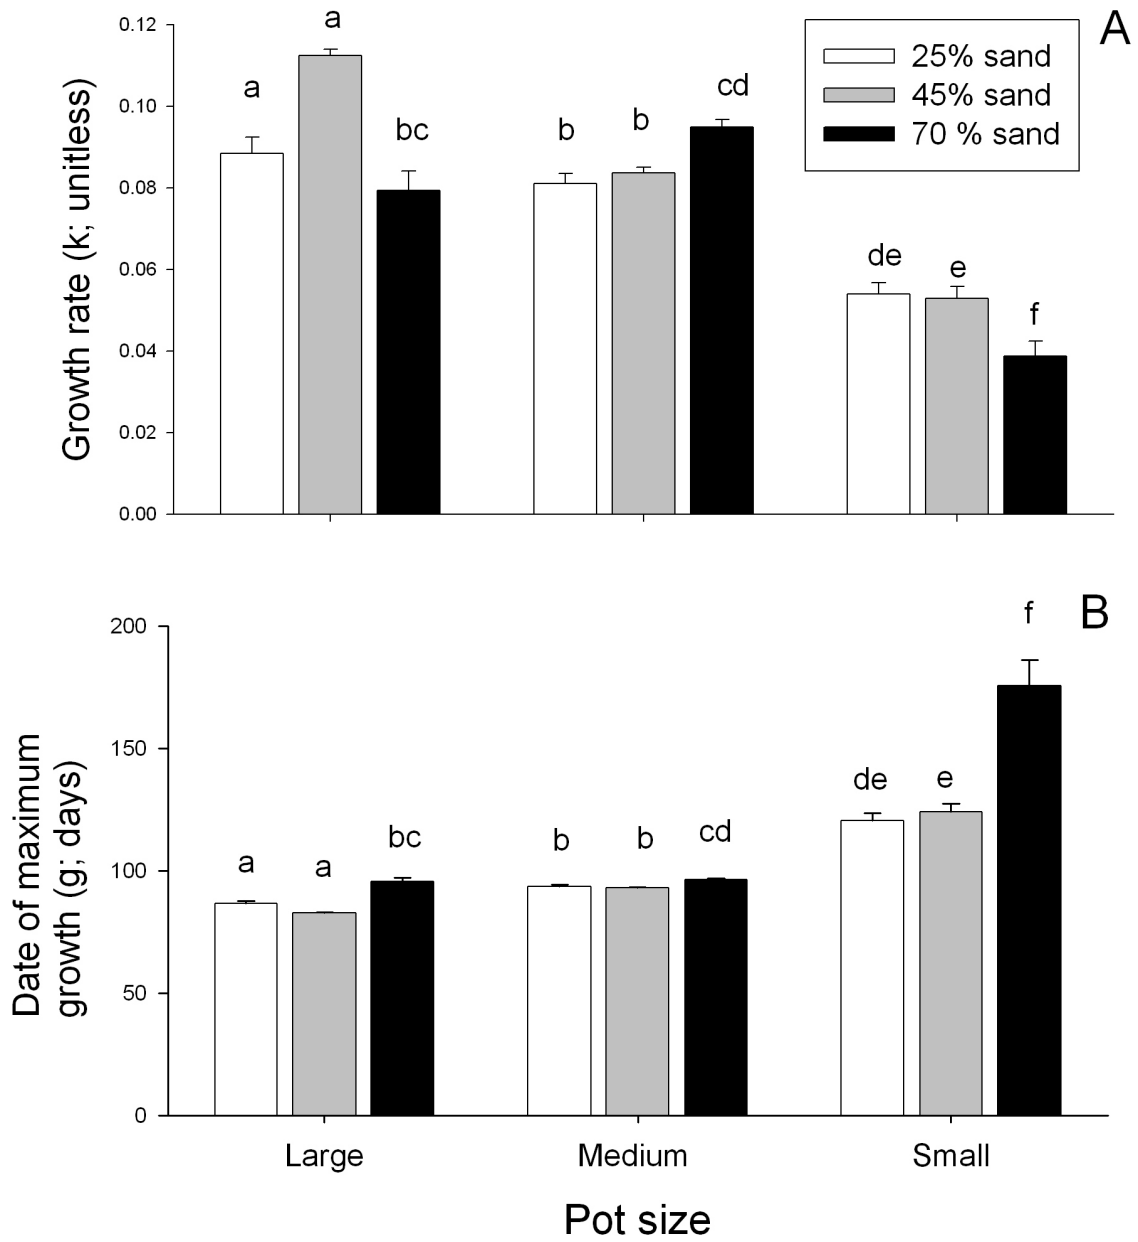 A
0.12
0.10
0.08
0.06
0.04
0.02
0.00
Growth rate (k; unitless)
25% sand
45% sand
70 % sand
a
a
bc
b
b
cd
de
e
f
B
200
150
100
50
0
Date of maximum
growth (g; days)
a
a
bc
b
b
cd
de
e
f
Large
Medium
Small
Pot size